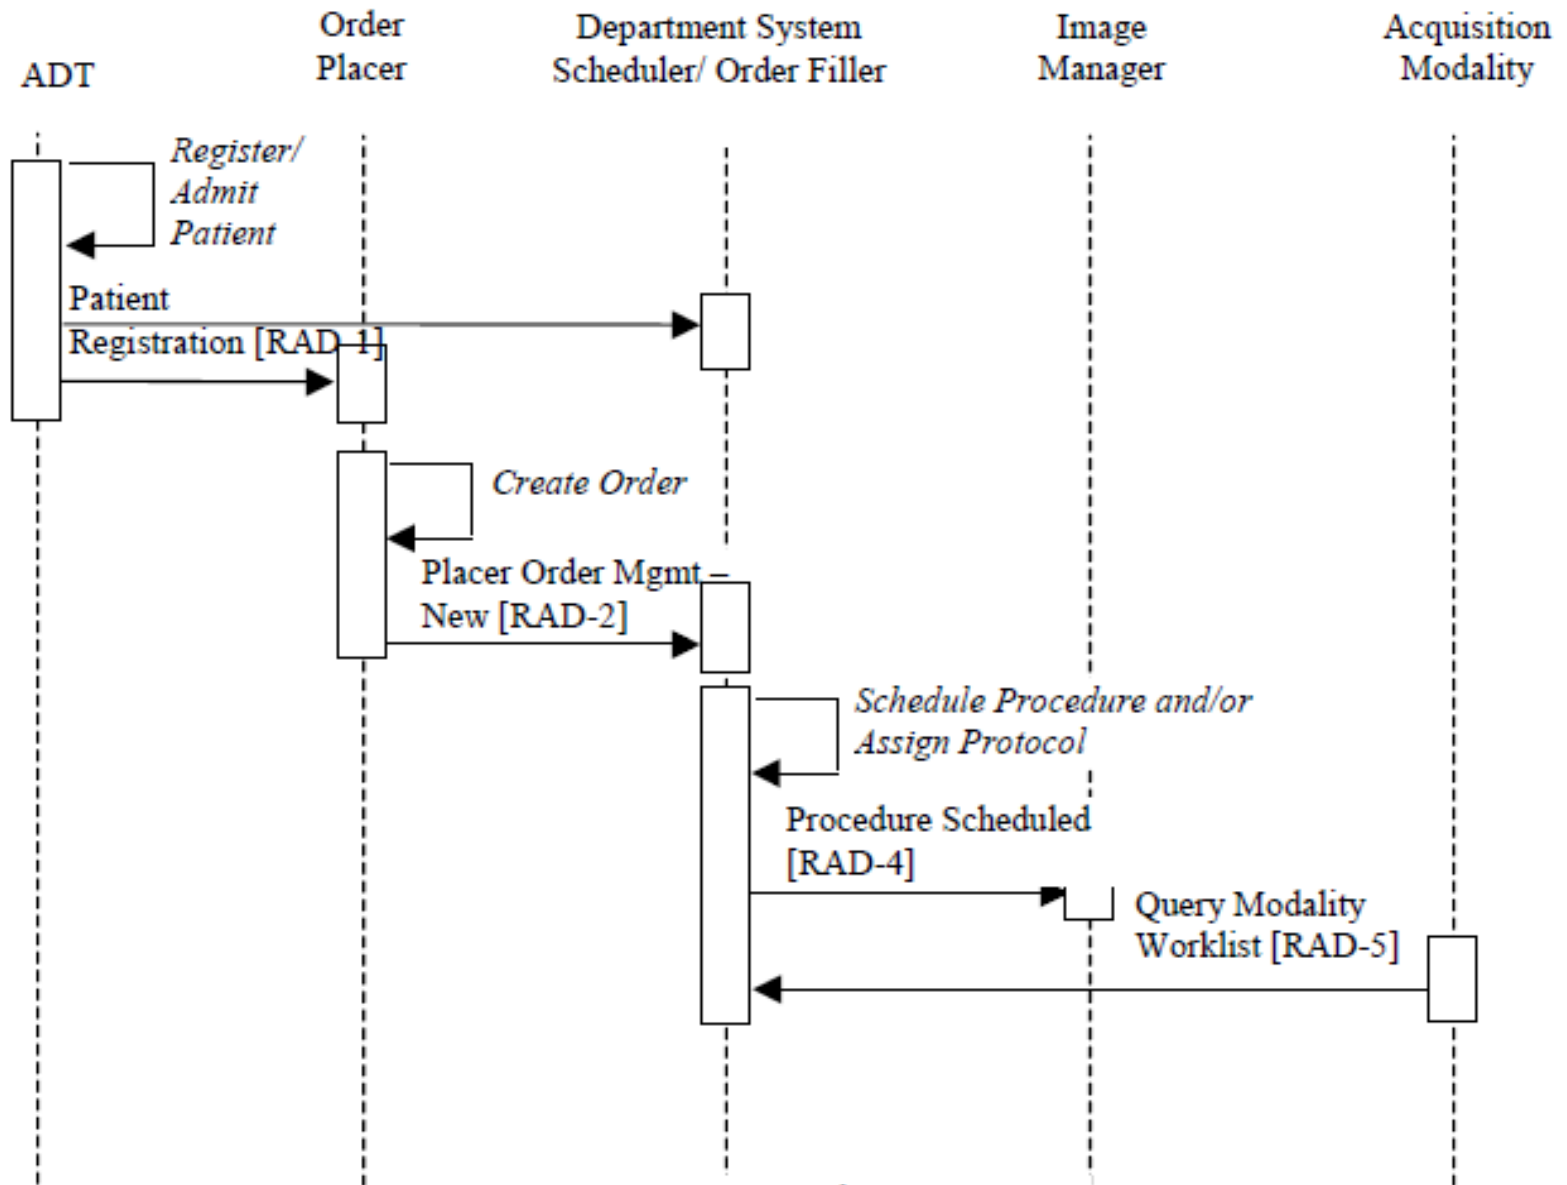 ADT
Order
Placer
Department System
Scheduler/ Order Filler
Image
Manager
Acquisition
Modality
Register/
Admit
Patient
Patient
Registration [RAD-1]
Create Order
Placer Order Mgmt –
New [RAD-2]
Schedule Procedure and/or
Assign Protocol
Procedure Scheduled
[RAD-4]
Query Modality
Worklist [RAD-5]